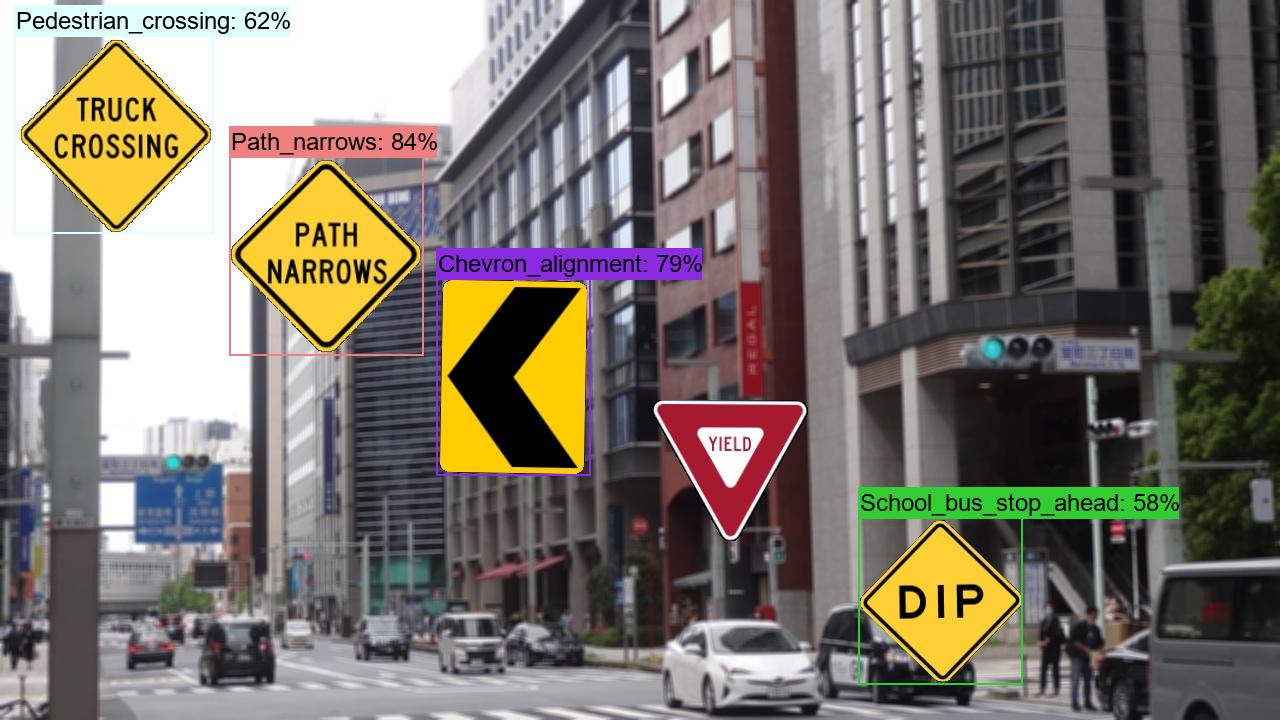 Pedestrian_crossing: 62%
TRUCK
CROSSING
Path_narrows: 84%
PATH
NARROWS
Chevron_alignment: 79%
REGAL
YIELD
School_bus_stop_ahead: 58%
DIP